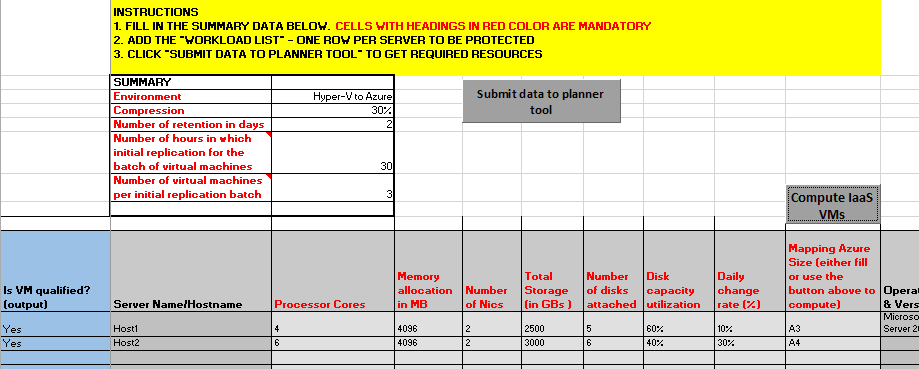 INSTRUCTIONS
1. FILL IN THE SUMMARY DATA BELOW. CELLS WITH HEADINGS IN RED COLOR ARE MANDATORY
2. ADD THE "WORKLOAD LIST" - ONE ROW PER SERVER TO BE PROTECTED
3. CLICK "SUBMIT DATA TO PLANNER TOOL" TO GET REQUIRED RESOURCES
SUMMARY
Environment Hyper-V to Azure
Compression 30%
Number of retention in days 2
Number of hours in which
initial replication for the
batch of virtual machines 30
Number of virtual machines
per initial replication batch 3
Submit data to planner
tool
Compute IaaS
VMs
Is VM qualified?
(output)
Server Name/Hostname
Processor Cores
Memory
allocation
in MB
Number
of Nics
Total
Storage
(in GBs )
Number
of disks
attached
Disk
capacity
utilization
Daily
change
rate (%)
Mapping Azure
Size (either fill
or use the
button above to
compute)
& Vers
Yes Host1 4 4096 2 2500 5 60% 10% A3 Server
Yes Host2 6 4096 2 3000 6 40% 30% A4